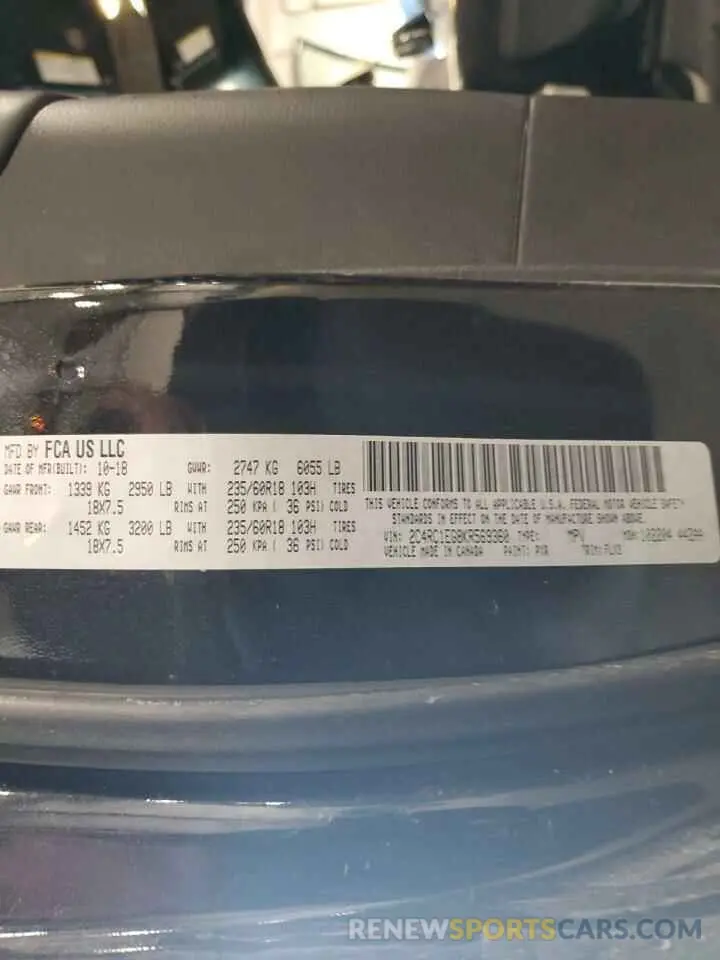 MFD BY FCA US LLC
DATE OF MFR(BUILT): 10-18 GVWR: 2747 KG 6055 LB
GAWR FRONT: 1339 KG 2950 LB WITH 235/60R18 103H TIRES
18X7.5 RIMS AT 250 KPA ( 36 PSI) COLD
GAWR REAR: 1452 KG 3200 LB WITH 235/60R18 103H TIRES
18X7.5 RIMS AT 250 KPA ( 36 PSI) COLD
THIS VEHICLE CONFORMS TO ALL APPLICABLE U.S.A. FEDERAL MOTOR VEHICLE SAFETY
STANDARDS IN EFFECT ON THE DATE OF MANUFACTURE SHOWN ABOVE.
VIN: 2C4RC1EG8KR569360 TYPE: MPV MDH:
VEHICLE MADE IN CANADA PAINT: PXR TRIM:
RENEWSPORTSCARS.COM